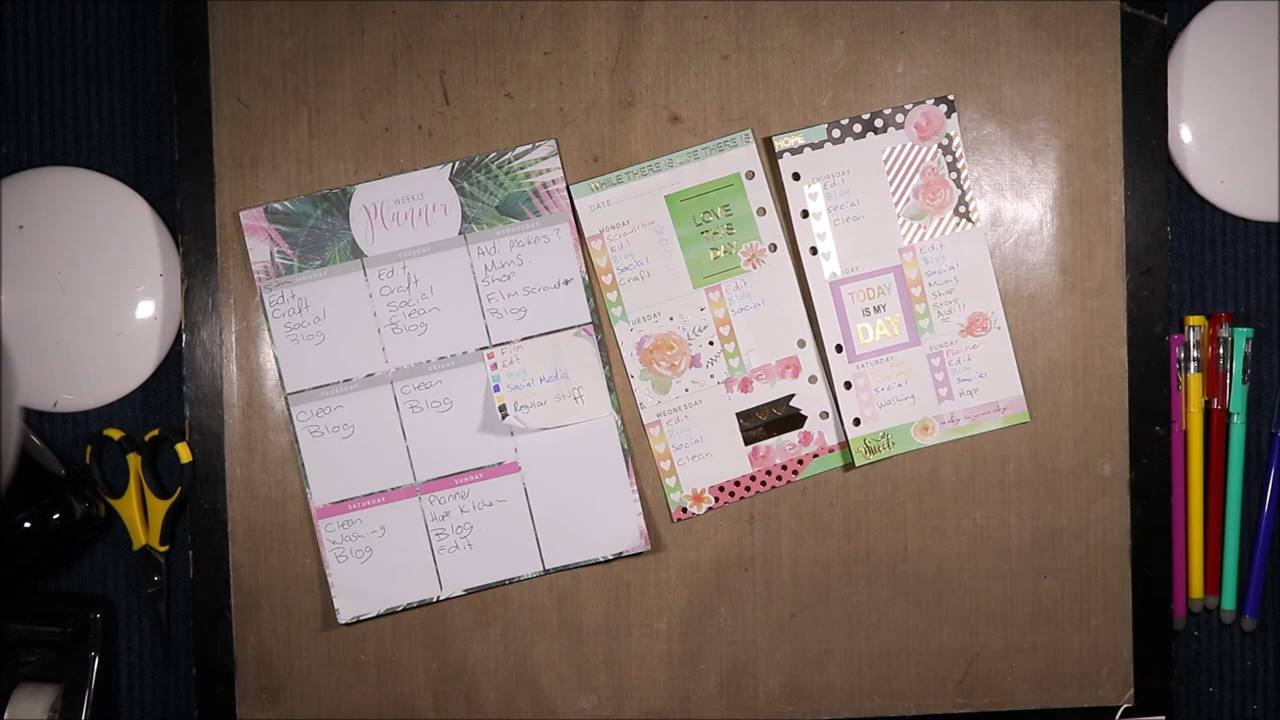 WEEKLY
Planner
MONDAY
Film
Edit
Craft
Social
Blog
TUESDAY
Edit
Craft
Social
Clean
Blog
WEDNESDAY
Aldi Markers?
Mums
Shop
Film
Blog
THURSDAY
Clean
Blog
FRIDAY
Clean
Blog
Film
Edit
Blog
Social Media
Regular Stuff
SATURDAY
Clean
Washing
Blog
SUNDAY
Planner
Hope Kitchen
Blog
Edit
WHILE THERE IS LIFE THERE IS
DATE
MONDAY
Edit
Blog
Social
Craft
LOVE
THIS
DAY
TUESDAY
Edit
Blog
Social
WEDNESDAY
Edit
Blog
Social
Clean
HOPE
THURSDAY
Edit
Blog
Social
Clean
TODAY
IS MY
DAY
Edit
Blog
Social
Mums
Shop
Aldi!!
SATURDAY
Social
Washing
SUNDAY
Planner
Edit
Blog
Social
Hope
Sweet